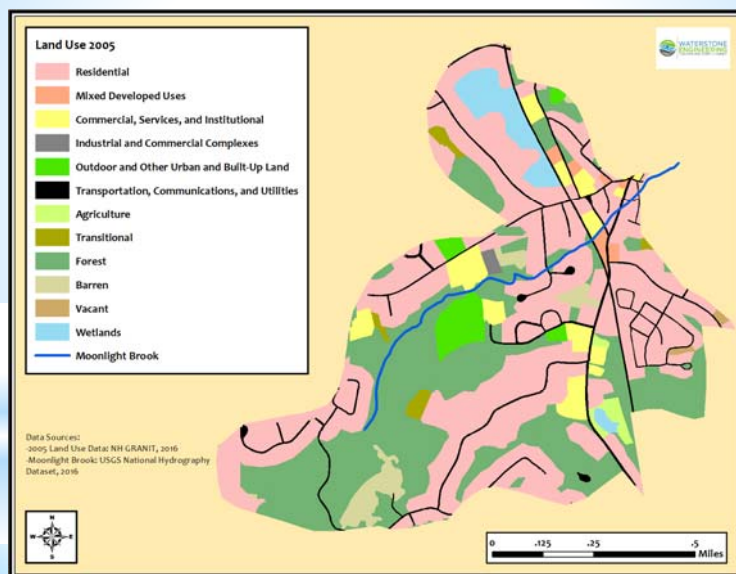 Land Use 2005
Residential
Mixed Developed Uses
Commercial, Services, and Institutional
Industrial and Commercial Complexes
Outdoor and Other Urban and Built-Up Land
Transportation, Communications, and Utilities
Agriculture
Transitional
Forest
Barren
Vacant
Wetlands
Moonlight Brook
WATERSTONE
ENGINEERING
Data Sources:
-2005 Land Use Data: NH GRANIT, 2016
-Moonlight Brook: USGS National Hydrography
Dataset, 2016
N
W E
S
0 .125 .25 .5
Miles